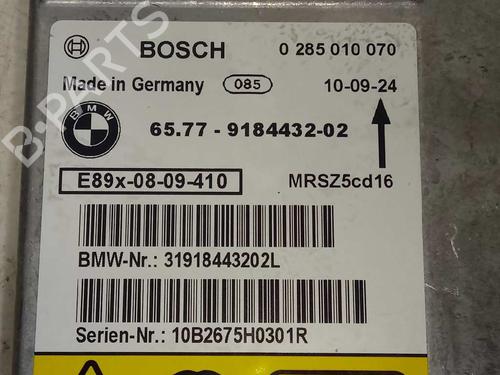 BOSCH 0 285 010 070
Made in Germany 085 10-09-24
BMW 65.77 - 9184432-02
E89x-08-09-410 MRSZ5cd16
BMW-Nr.: 31918443202L
Serien-Nr.: 10B2675H0301R
B-PARTS